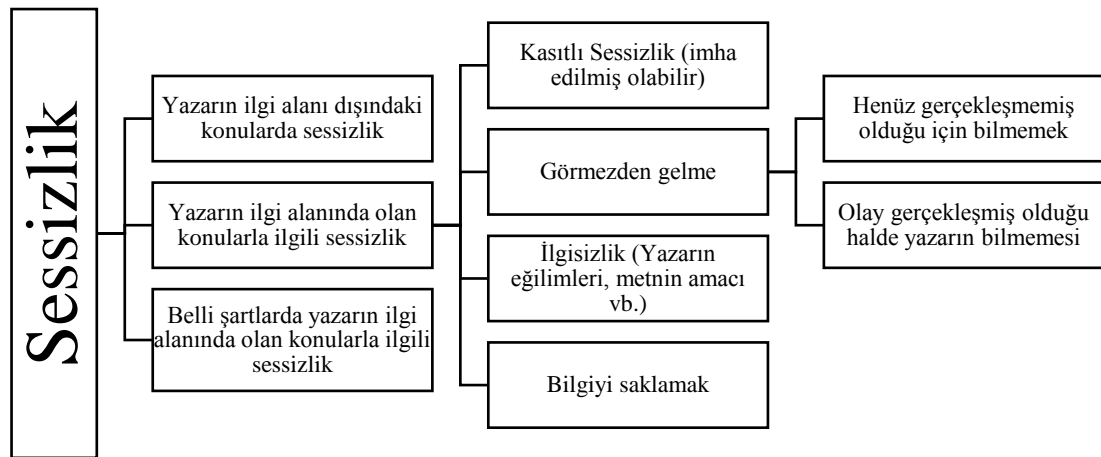 Sessizlik
Yazarın ilgi alanı dışındaki
konularda sessizlik
Yazarın ilgi alanında olan
konularla ilgili sessizlik
Belli şartlarda yazarın ilgi
alanında olan konularla ilgili
sessizlik
Kasıtlı Sessizlik (imha
edilmiş olabilir)
Görmezden gelme
İlgisizlik (Yazarın
eğilimleri, metnin amacı
vb.)
Bilgiyi saklamak
Henüz gerçekleşmemiş
olduğu için bilmemek
Olay gerçekleşmiş olduğu
halde yazarın bilmemesi